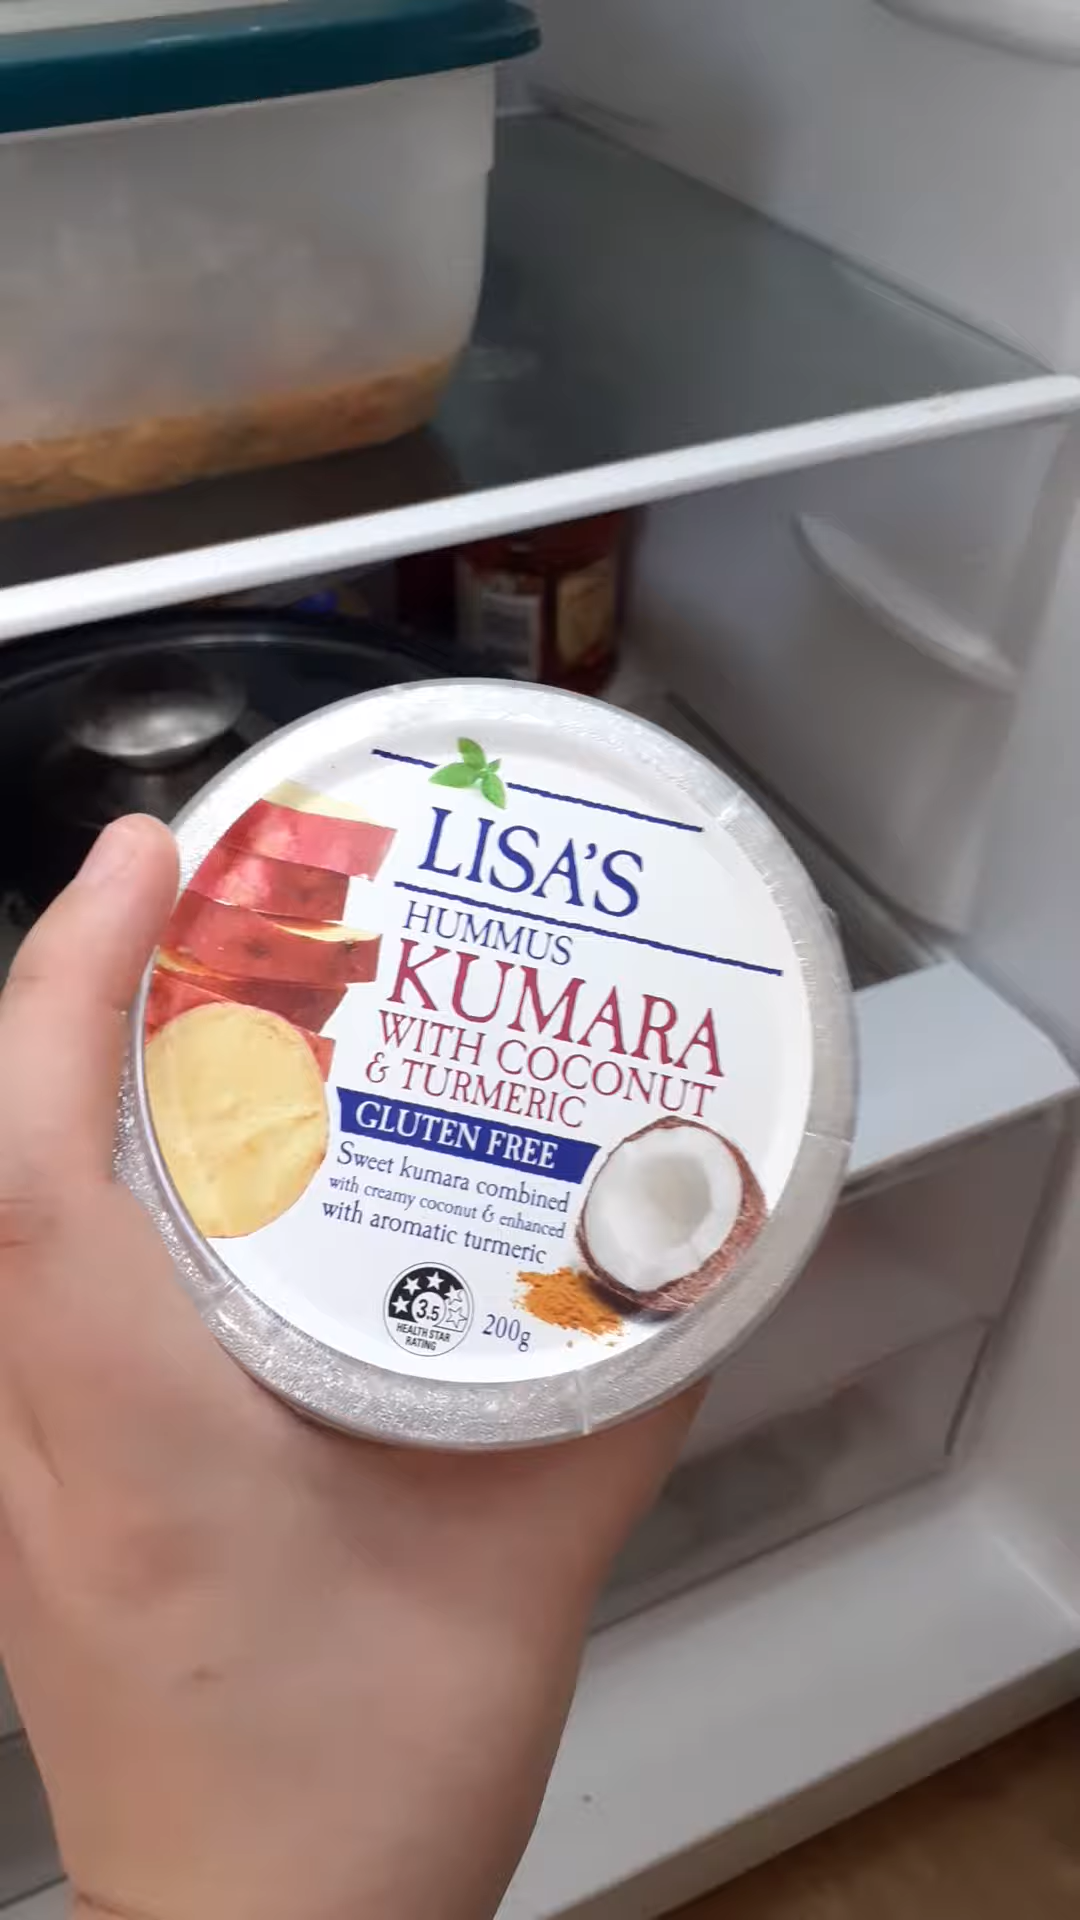 LISA'S
HUMMUS
KUMARA
WITH COCONUT
& TURMERIC
GLUTEN FREE
Sweet kumara combined
with creamy coconut & enhanced
with aromatic turmeric
3.5
HEALTH STAR
RATING
200g